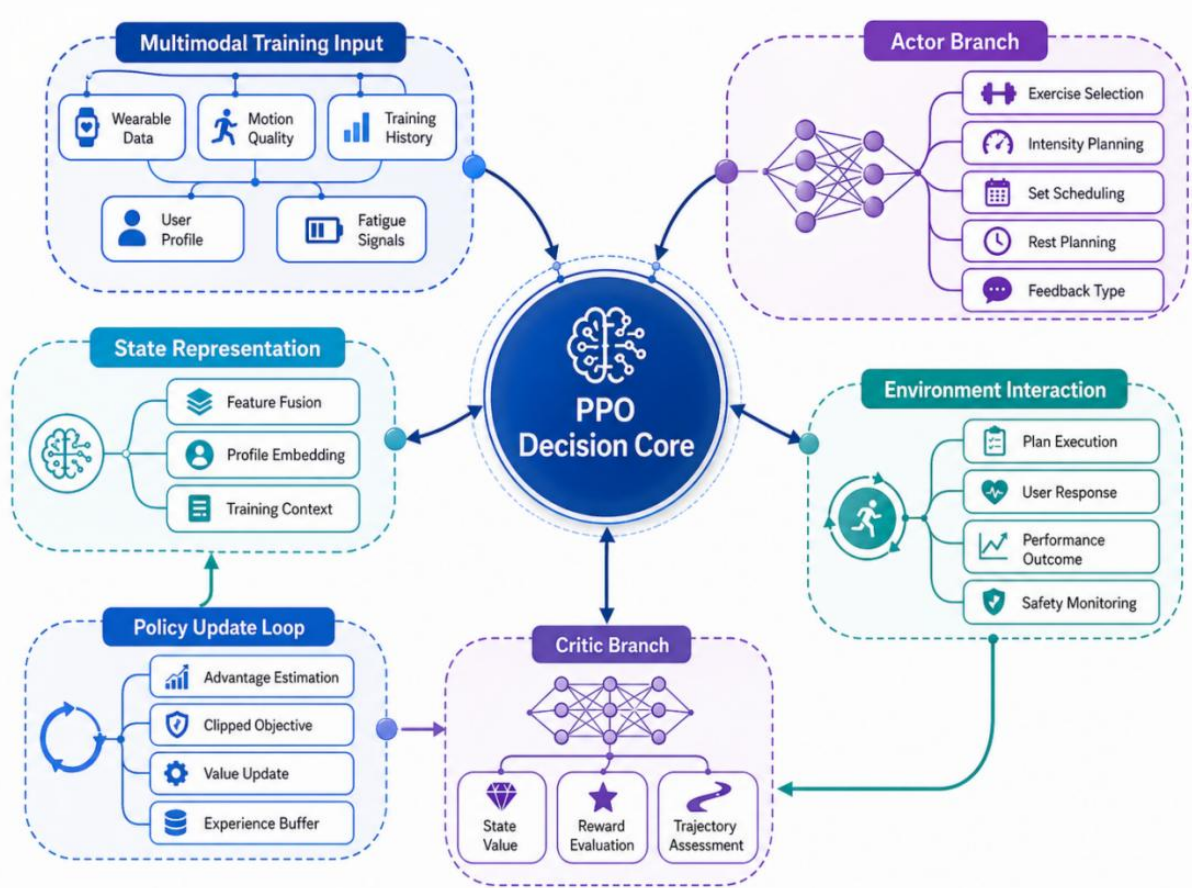 Multimodal Training Input
Wearable
Data
Motion
Quality
Training
History
User
Profile
Fatigue
Signals
Actor Branch
Exercise Selection
Intensity Planning
Set Scheduling
Rest Planning
Feedback Type
State Representation
Feature Fusion
Profile Embedding
Training Context
PPO
Decision Core
Environment Interaction
Plan Execution
User Response
Performance
Outcome
Safety Monitoring
Policy Update Loop
Advantage Estimation
Clipped Objective
Value Update
Experience Buffer
Critic Branch
State
Value
Reward
Evaluation
Trajectory
Assessment